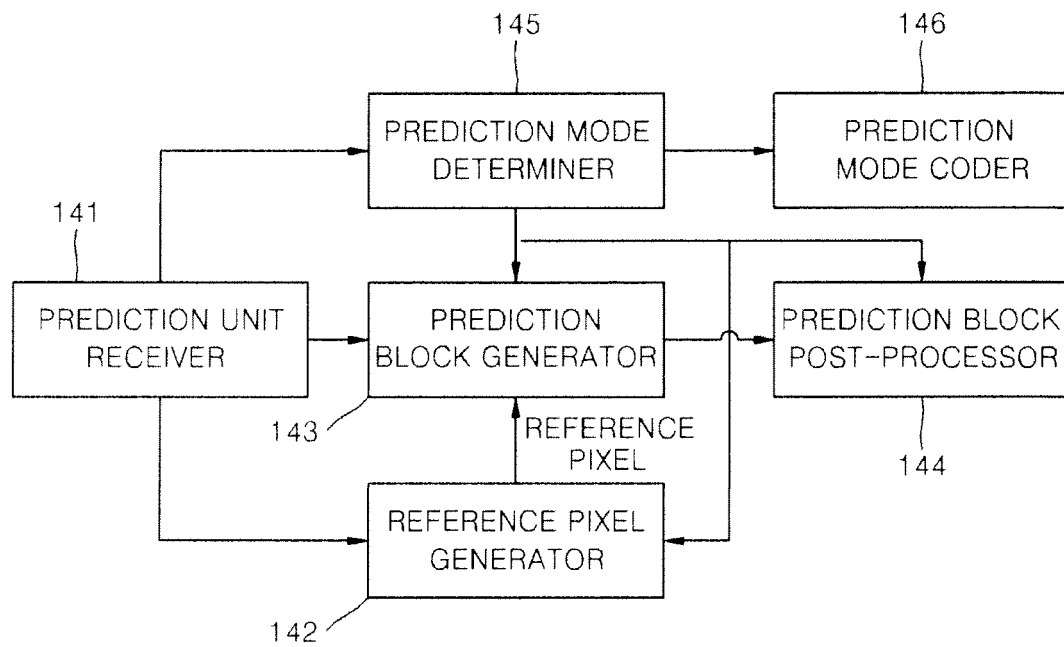 145
146
PREDICTION MODE
DETERMINER
PREDICTION
MODE CODER
141
PREDICTION UNIT
RECEIVER
PREDICTION
BLOCK GENERATOR
PREDICTION BLOCK
POST-PROCESSOR
143
REFERENCE
PIXEL
144
REFERENCE PIXEL
GENERATOR
142